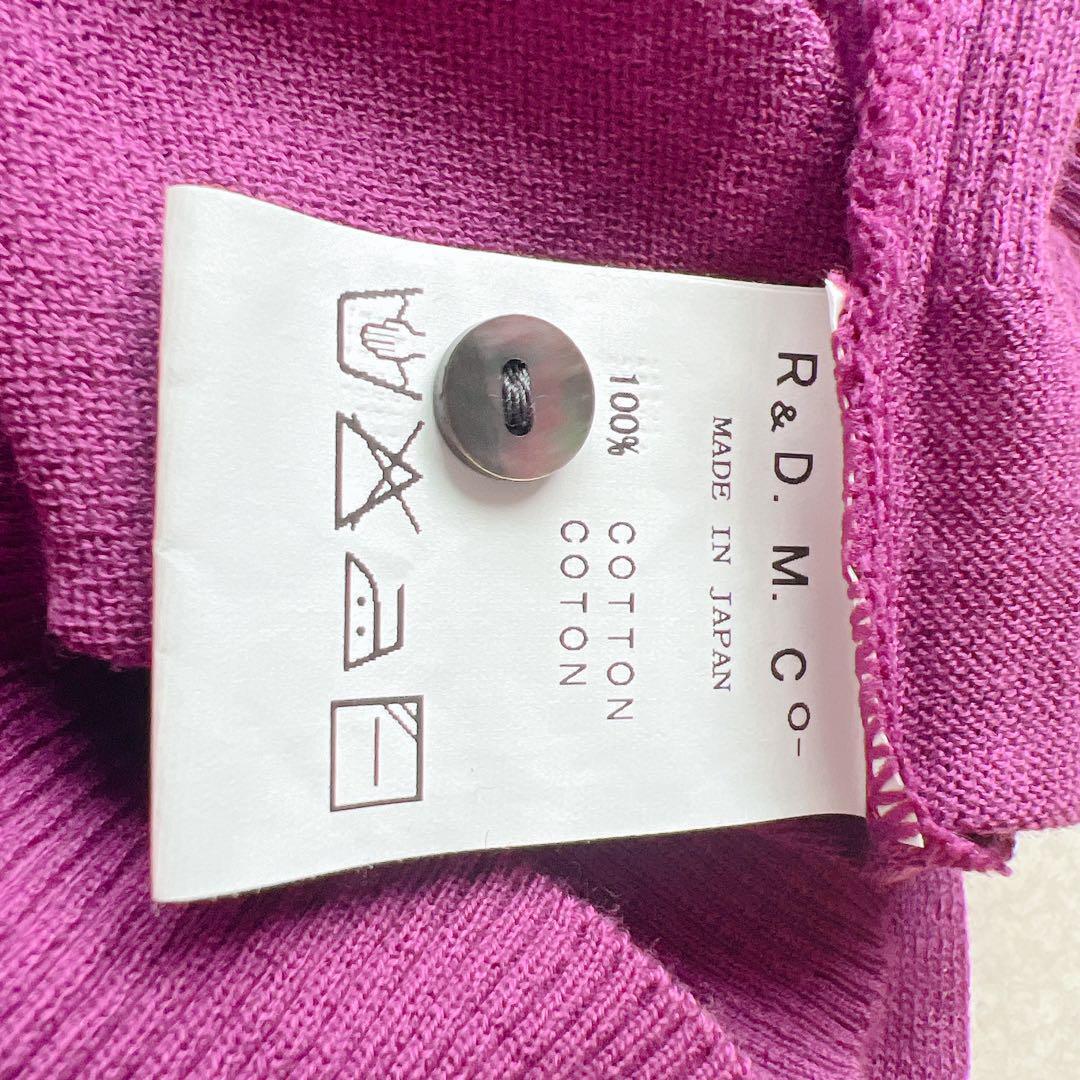 R & D. M. Co-
MADE IN JAPAN
100% COTTON
COTON